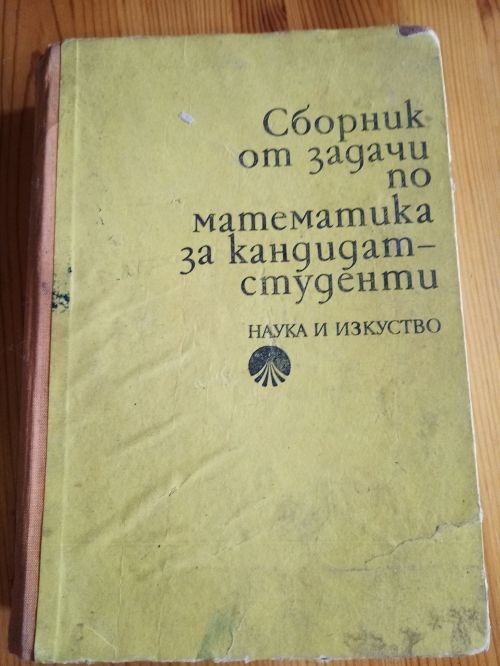 Сборник
от задачи
по
математика
за кандидат–
студенти
НАУКА И ИЗКУСТВО